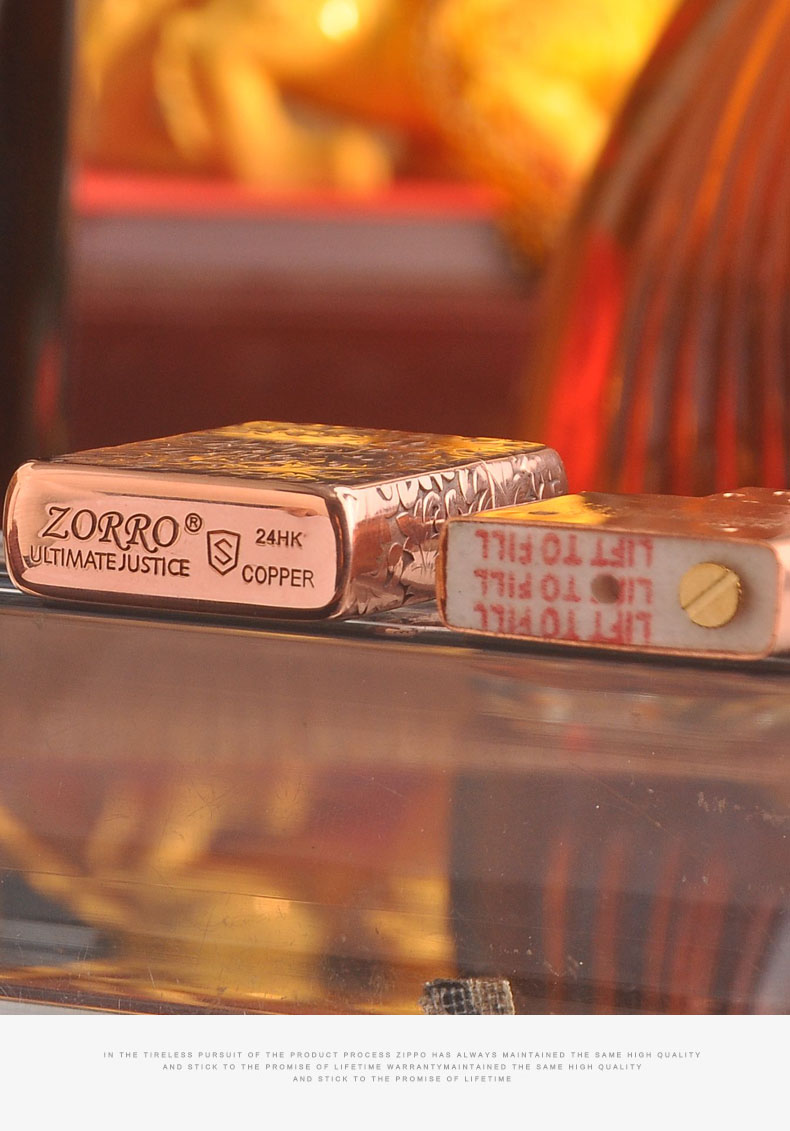 ZORRO®
ULTIMATE JUSTICE
S
24HK
COPPER
LIFT TO FILL
LIFT TO FILL
LIFT TO FILL
IN THE TIRELESS PURSUIT OF THE PRODUCT PROCESS ZIPPO HAS ALWAYS MAINTAINED THE SAME HIGH QUALITY
AND STICK TO THE PROMISE OF LIFETIME WARRANTYMAINTAINED THE SAME HIGH QUALITY
AND STICK TO THE PROMISE OF LIFETIME